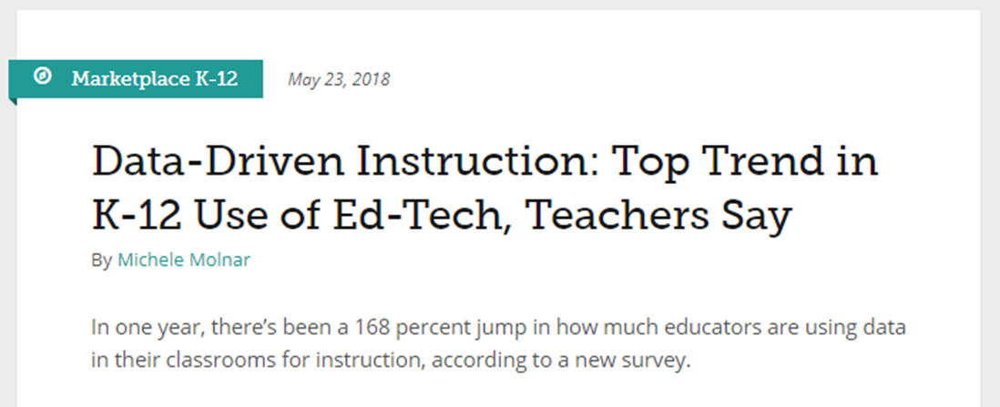 Marketplace K-12
May 23, 2018
Data-Driven Instruction: Top Trend in
K-12 Use of Ed-Tech, Teachers Say
By Michele Molnar
In one year, there’s been a 168 percent jump in how much educators are using data
in their classrooms for instruction, according to a new survey.